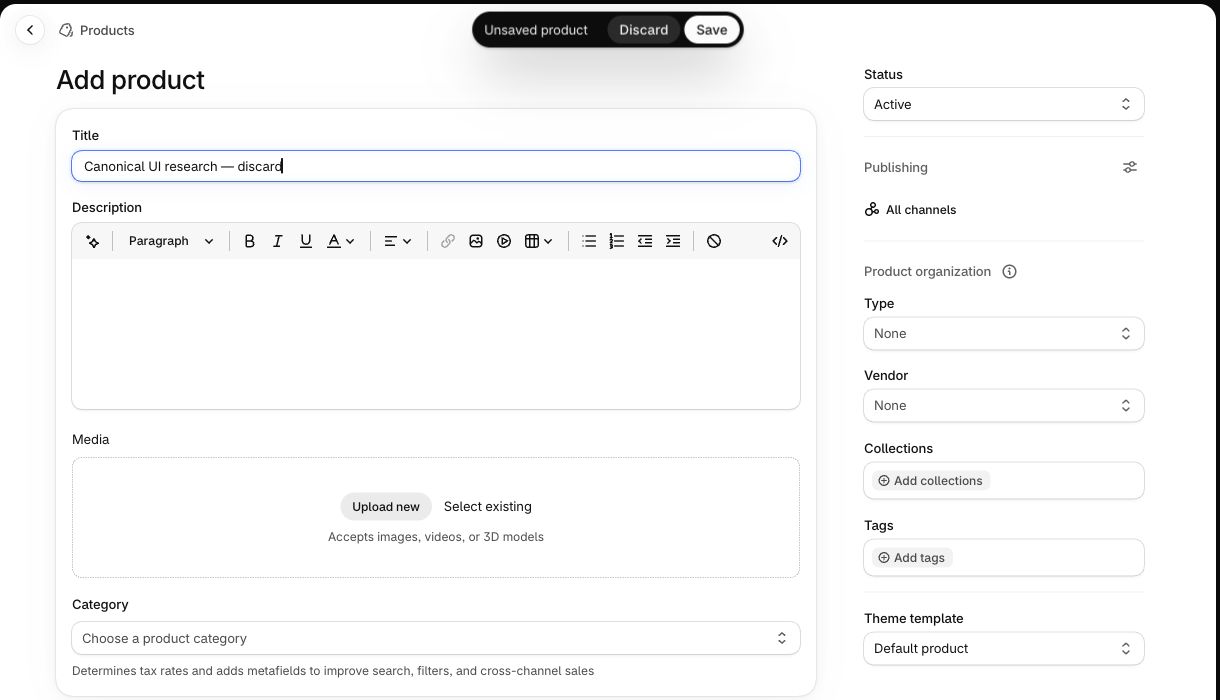 Products
Unsaved product Discard Save
Add product
Title
Canonical UI research — discard
Description
Paragraph B I U A
Media
Upload new Select existing
Accepts images, videos, or 3D models
Category
Choose a product category
Determines tax rates and adds metafields to improve search, filters, and cross-channel sales
Status
Active
Publishing
All channels
Product organization
Type
None
Vendor
None
Collections
Add collections
Tags
Add tags
Theme template
Default product